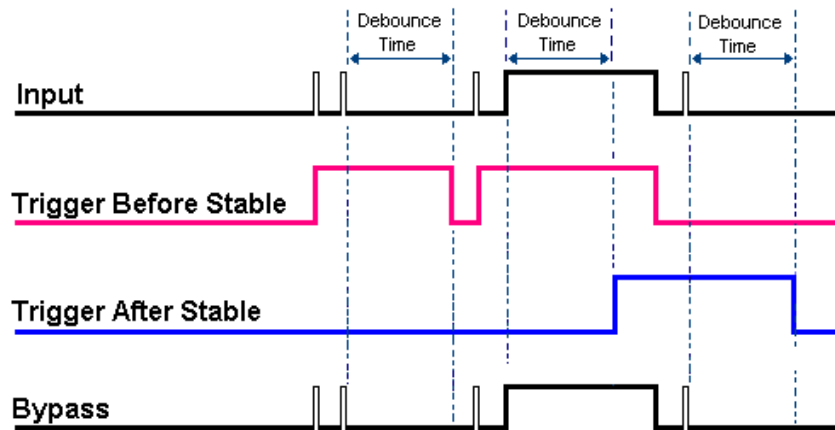 Debounce
Time
Debounce
Time
Debounce
Time
Input
Trigger Before Stable
Trigger After Stable
Bypass